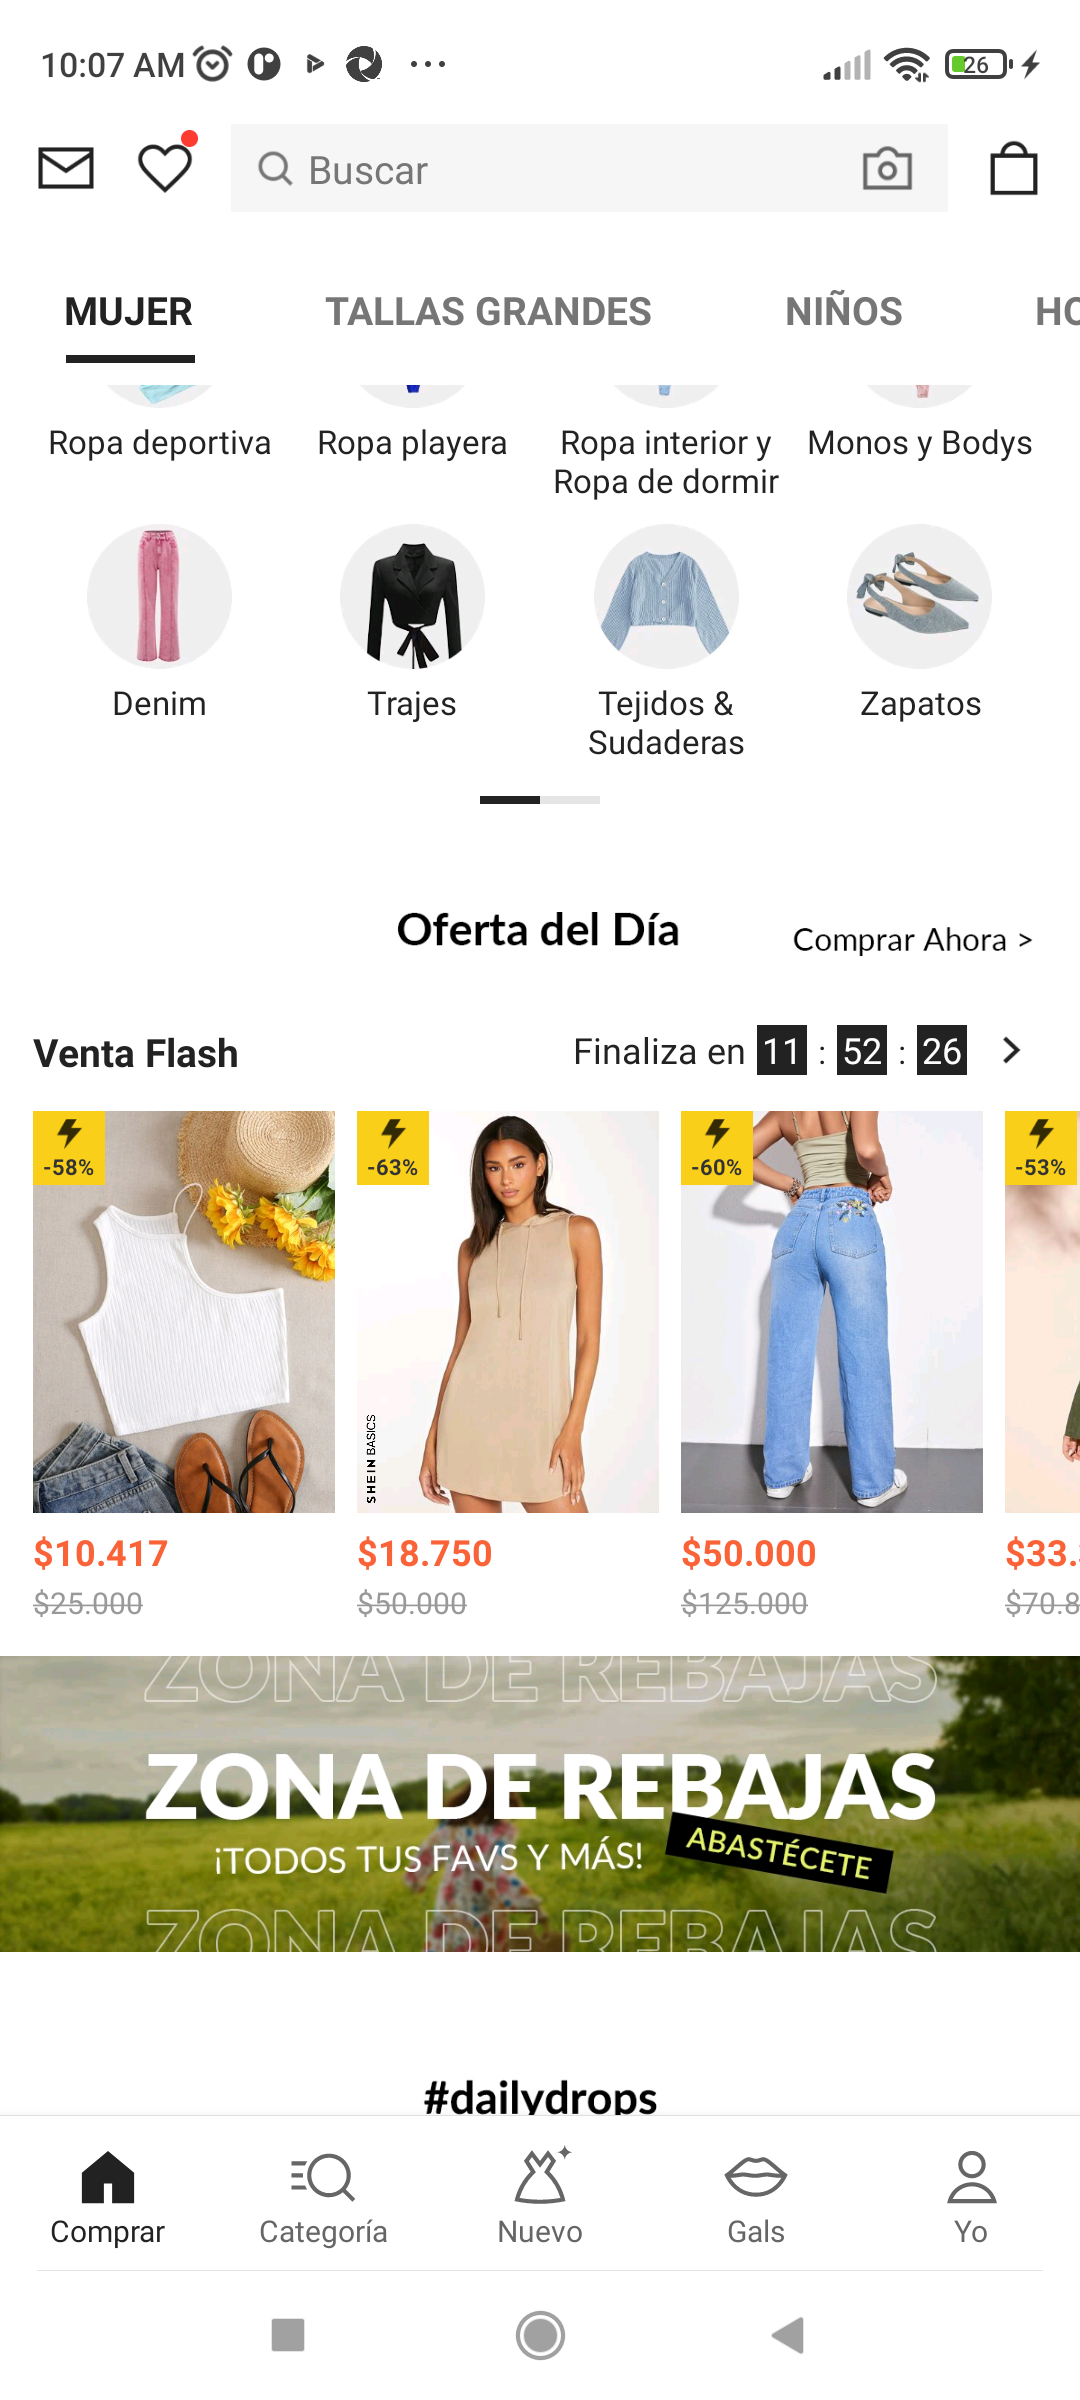 10:07 AM
26
Buscar
MUJER TALLAS GRANDES NIÑOS HO
Ropa deportiva Ropa playera Ropa interior y Monos y Bodys
Ropa de dormir
Denim Trajes Tejidos & Zapatos
Sudaderas
Oferta del Día
Comprar Ahora >
Venta Flash
Finaliza en 11 : 52 : 26
-58% -63% -60% -53%
SHEIN BASICS
$10.417 $18.750 $50.000 $33.
$25.000 $50.000 $125.000 $70.8
ZONA DE REBAJAS
ZONA DE REBAJAS
¡TODOS TUS FAVS Y MÁS! ABASTÉCETE
ZONA DE REBAJAS
#dailydrops
Comprar Categoría Nuevo Gals Yo